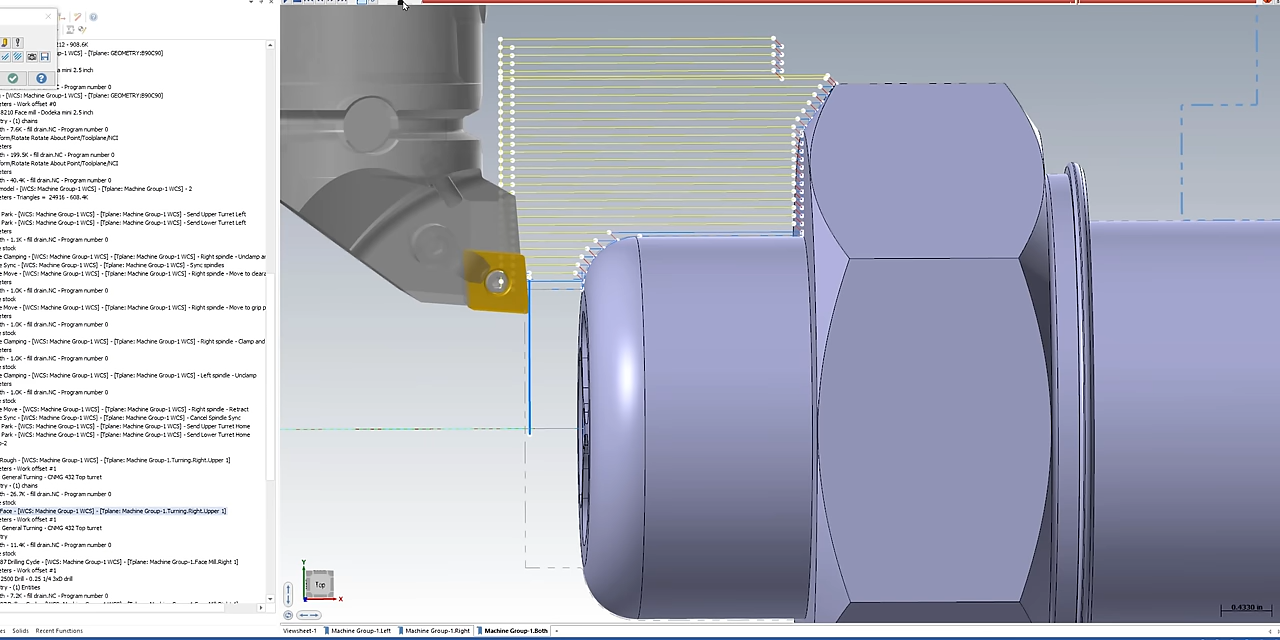 212 - 908.6K
up-1 WCS] - [Tplane: GEOMETRY:B90C90]
eka mini 2.5 inch
- Program number 0
- [WCS: Machine Group-1 WCS] - [Tplane: GEOMETRY:B90C90]
eters - Work offset #0
8210 Face mill - Dodeka mini 2.5 inch
try - (1) chains
th - 7.6K - fill drain.NC - Program number 0
form/Rotate Rotate About Point/Toolplane/NCI
eters
th - 199.5K - fill drain.NC - Program number 0
form/Rotate Rotate About Point/Toolplane/NCI
eters
th - 40.4K - fill drain.NC - Program number 0
model - [WCS: Machine Group-1 WCS] - [Tplane: Machine Group-1 WCS] - 2
eters - Triangles = 24916 - 608.4K
Park - [WCS: Machine Group-1 WCS] - [Tplane: Machine Group-1 WCS] - Send Upper Turret Left
Park - [WCS: Machine Group-1 WCS] - [Tplane: Machine Group-1 WCS] - Send Lower Turret Left
eters
th - 1.1K - fill drain.NC - Program number 0
e stock
e Clamping - [WCS: Machine Group-1 WCS] - [Tplane: Machine Group-1 WCS] - Right spindle - Unclamp a
e Sync - [WCS: Machine Group-1 WCS] - [Tplane: Machine Group-1 WCS] - Sync spindles
e Move - [WCS: Machine Group-1 WCS] - [Tplane: Machine Group-1 WCS] - Right spindle - Move to cleara
eters
th - 1.0K - fill drain.NC - Program number 0
e stock
e Move - [WCS: Machine Group-1 WCS] - [Tplane: Machine Group-1 WCS] - Right spindle - Move to grip p
eters
th - 1.0K - fill drain.NC - Program number 0
e stock
e Clamping - [WCS: Machine Group-1 WCS] - [Tplane: Machine Group-1 WCS] - Right spindle - Clamp and
eters
th - 1.0K - fill drain.NC - Program number 0
e stock
e Clamping - [WCS: Machine Group-1 WCS] - [Tplane: Machine Group-1 WCS] - Left spindle - Unclamp
eters
th - 1.0K - fill drain.NC - Program number 0
e stock
e Move - [WCS: Machine Group-1 WCS] - [Tplane: Machine Group-1 WCS] - Right spindle - Retract
e Sync - [WCS: Machine Group-1 WCS] - [Tplane: Machine Group-1 WCS] - Cancel Spindle Sync
Park - [WCS: Machine Group-1 WCS] - [Tplane: Machine Group-1 WCS] - Send Upper Turret Home
Park - [WCS: Machine Group-1 WCS] - [Tplane: Machine Group-1 WCS] - Send Lower Turret Home
p-2
Rough - [WCS: Machine Group-1 WCS] - [Tplane: Machine Group-1.Turning.Right.Upper 1]
eters - Work offset #1
General Turning - CNMG 432 Top turret
try - (1) chains
th - 26.7K - fill drain.NC - Program number 0
e stock
Face - [WCS: Machine Group-1 WCS] - [Tplane: Machine Group-1.Turning.Right.Upper 1]
eters - Work offset #1
General Turning - CNMG 432 Top turret
try
th - 11.4K - fill drain.NC - Program number 0
e stock
87 Drilling Cycle - [WCS: Machine Group-1 WCS] - [Tplane: Machine Group-1.Face Mill.Right 1]
eters - Work offset #1
2500 Drill - 0.25 1/4 3xD drill
try - (1) Entities
th - 7.2K - fill drain.NC - Program number 0
es Solids Recent Functions
Y
Top
X
0.4330 in
Viewsheet-1 Machine Group-1.Left Machine Group-1.Right Machine Group-1.Both +